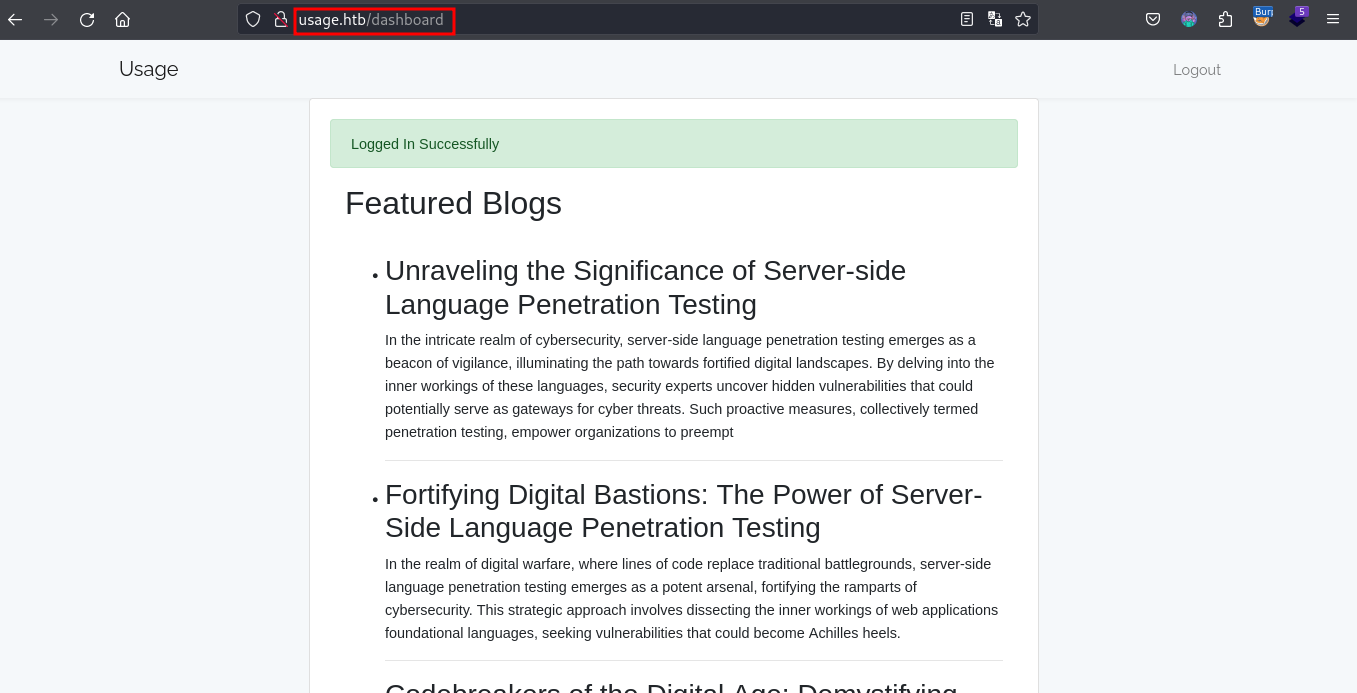 usage.htb/dashboard
Burp
5
Usage
Logout
Logged In Successfully
Featured Blogs
Unraveling the Significance of Server-side
Language Penetration Testing
In the intricate realm of cybersecurity, server-side language penetration testing emerges as a
beacon of vigilance, illuminating the path towards fortified digital landscapes. By delving into the
inner workings of these languages, security experts uncover hidden vulnerabilities that could
potentially serve as gateways for cyber threats. Such proactive measures, collectively termed
penetration testing, empower organizations to preempt
Fortifying Digital Bastions: The Power of Server-
Side Language Penetration Testing
In the realm of digital warfare, where lines of code replace traditional battlegrounds, server-side
language penetration testing emerges as a potent arsenal, fortifying the ramparts of
cybersecurity. This strategic approach involves dissecting the inner workings of web applications
foundational languages, seeking vulnerabilities that could become Achilles heels.
Codebreakers of the Digital Age: Demystifying